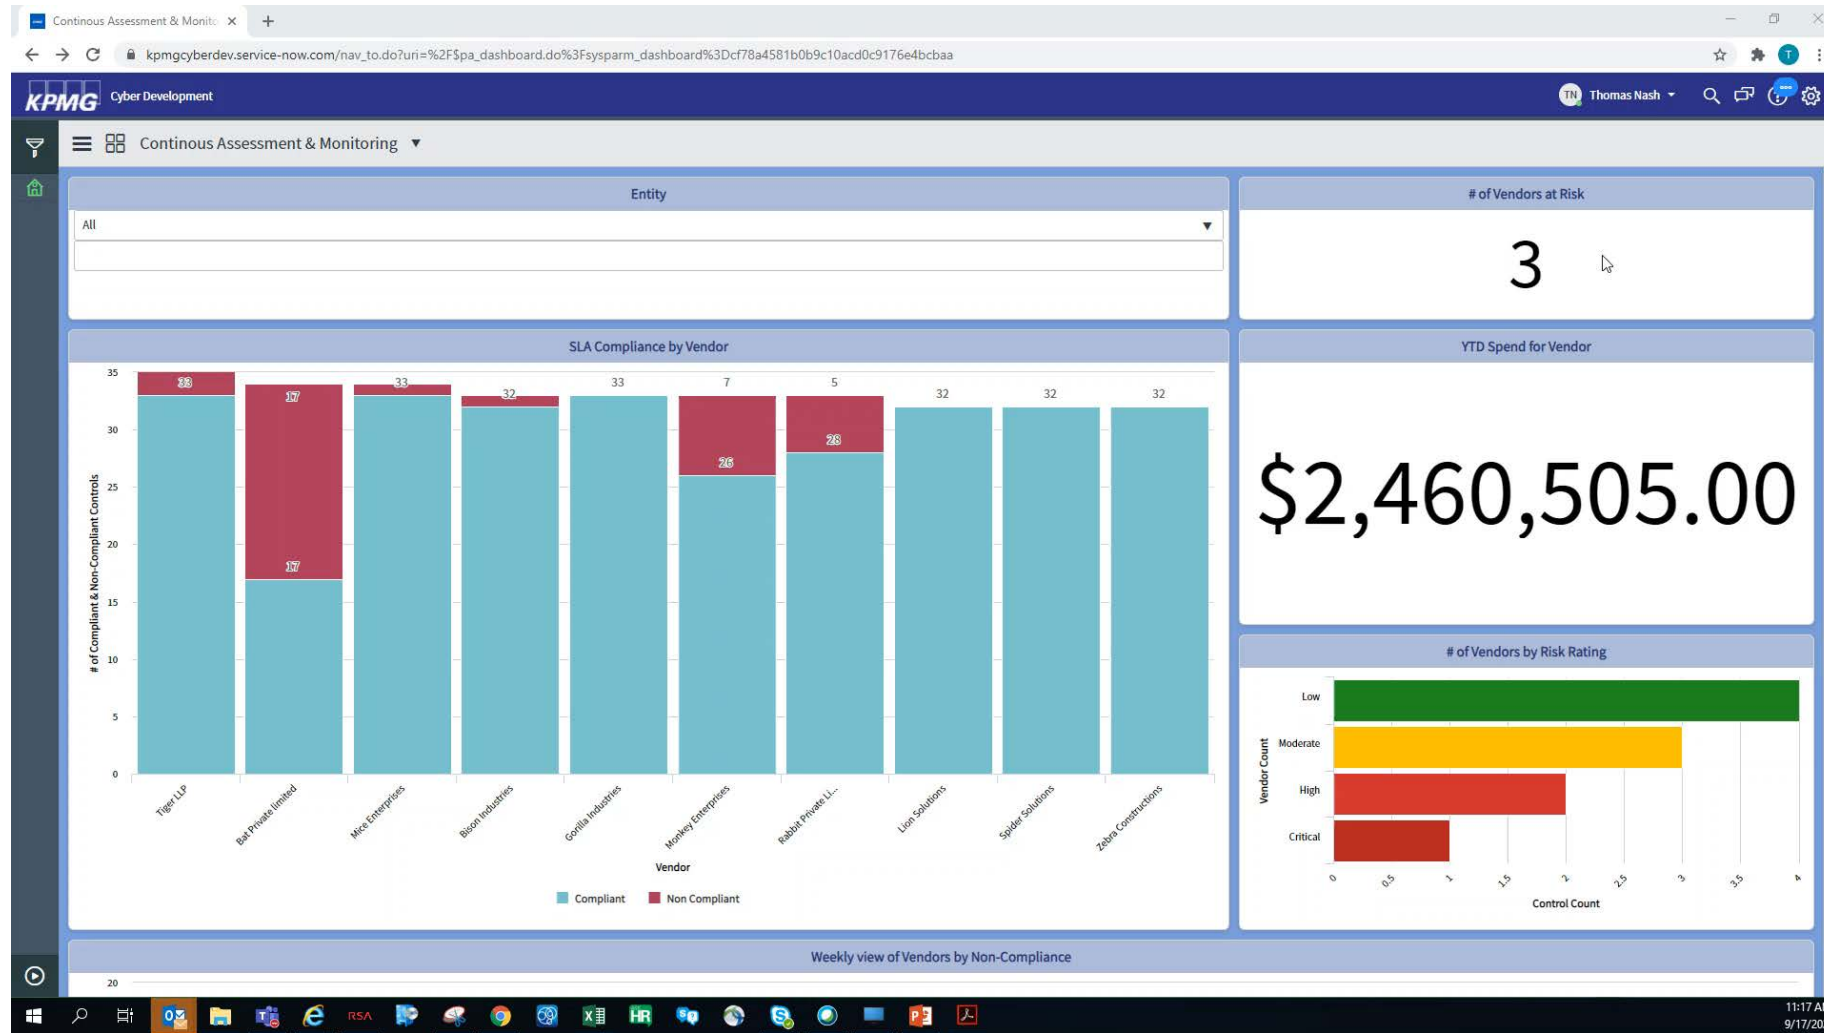 Continous Assessment & Monito
kpmgcyberdev.service-now.com/nav_to.do?uri=%2F$pa_dashboard.do%3Fsysparm_dashboard%3Dcf78a4581b0b9c10acd0c9176e4bcbaa
T
KPMG Cyber Development
TN Thomas Nash
Continous Assessment & Monitoring
Entity
All
# of Vendors at Risk
3
SLA Compliance by Vendor
35
30
25
20
15
10
5
0
# of Compliant & Non-Compliant Controls
33
17
33
32
33
7
5
32
32
32
28
26
17
Tiger LLP
Bat Private limited
Mice Enterprises
Bison Industries
Gorilla Industries
Monkey Enterprises
Rabbit Private Li...
Lion Solutions
Spider Solutions
Zebra Constructions
Vendor
Compliant
Non Compliant
YTD Spend for Vendor
$2,460,505.00
# of Vendors by Risk Rating
Vendor Count
Low
Moderate
High
Critical
0
0.5
1
1.5
2
2.5
3
3.5
4
Control Count
Weekly view of Vendors by Non-Compliance
20
RSA
HR
11:17 A
9/17/20